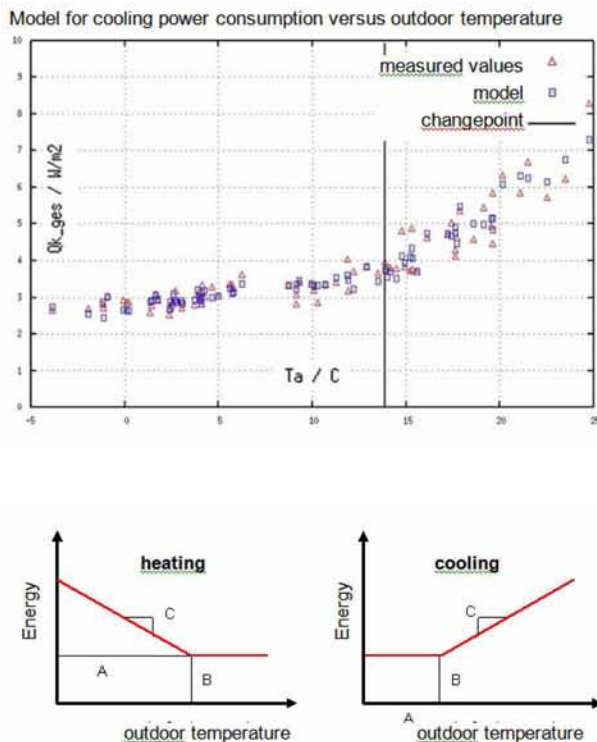 Model for cooling power consumption versus outdoor temperature
10
9
8
7
6
5
4
3
2
1
0
Qk_ges / W/m2
measured values
model
changepoint
Ta / C
-5
0
5
10
15
20
25
heating
Energy
C
A
B
outdoor temperature
cooling
Energy
C
B
A
outdoor temperature